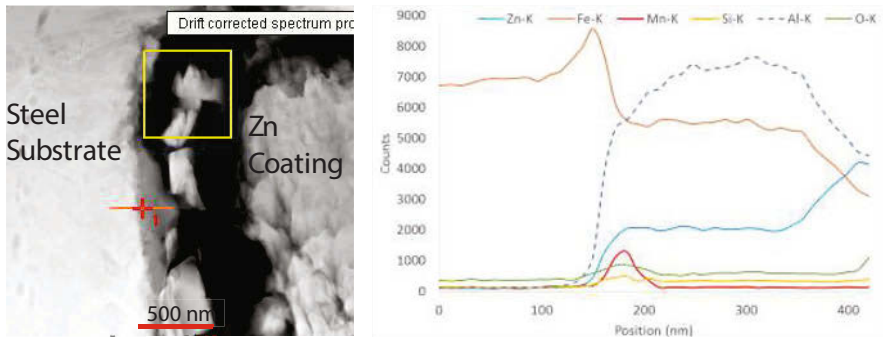 Drift corrected spectrum pro
Steel
Substrate
Zn
Coating
1
500 nm
Zn-K Fe-K Mn-K Si-K Al-K O-K
9000
8000
7000
6000
5000
4000
3000
2000
1000
0
Counts
0 100 200 300 400
Position (nm)